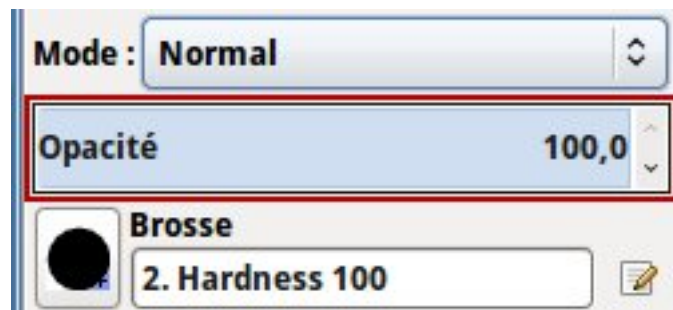 Mode : Normal
Opacité 100,0
Brosse
2. Hardness 100